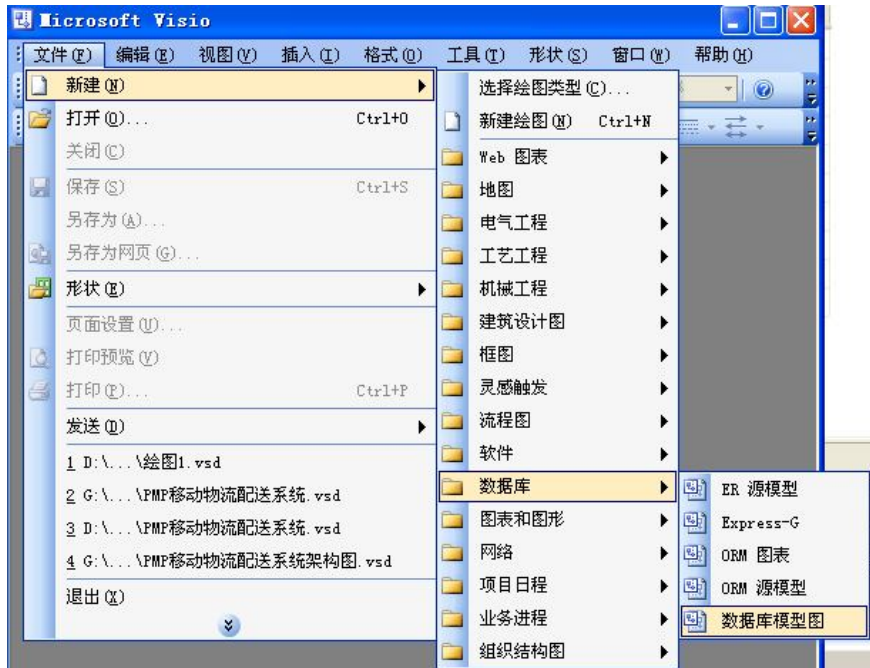 Microsoft Visio
文件(F) 编辑(E) 视图(V) 插入(I) 格式(O) 工具(T) 形状(S) 窗口(W) 帮助(H)
新建(N)
打开(O)... Ctrl+O
关闭(C)
保存(S) Ctrl+S
另存为(A)...
另存为网页(G)...
形状(E)
页面设置(U)...
打印预览(V)
打印(P)... Ctrl+P
发送(D)
1 D:\...\绘图1.vsd
2 G:\...\PMP移动物流配送系统.vsd
3 D:\...\PMP移动物流配送系统.vsd
4 G:\...\PMP移动物流配送系统架构图.vsd
退出(X)
选择绘图类型(C)...
新建绘图(N) Ctrl+N
Web 图表
地图
电气工程
工艺工程
机械工程
建筑设计图
框图
灵感触发
流程图
软件
数据库
图表和图形
网络
项目日程
业务进程
组织结构图
ER 源模型
Express-G
ORM 图表
ORM 源模型
数据库模型图